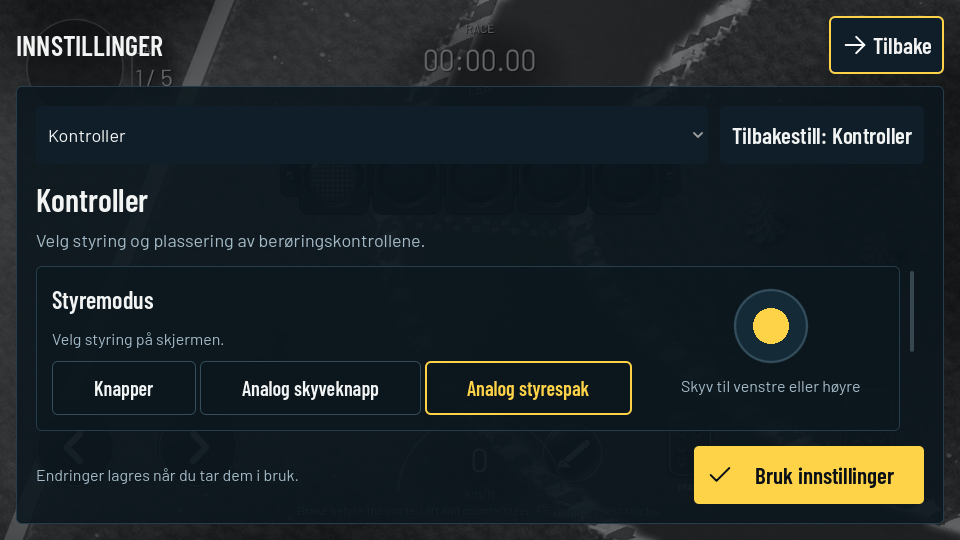 INNSTILLINGER
RACE
00:00.00
1/5
Tilbake
Kontroller
Tilbakestill: Kontroller
Kontroller
Velg styring og plassering av berøringskontrollene.
Styremodus
Velg styring på skjermen.
Knapper
Analog skyveknapp
Analog styrespak
Skyv til venstre eller høyre
0
km/h
Endringer lagres når du tar dem i bruk.
Bruk innstillinger